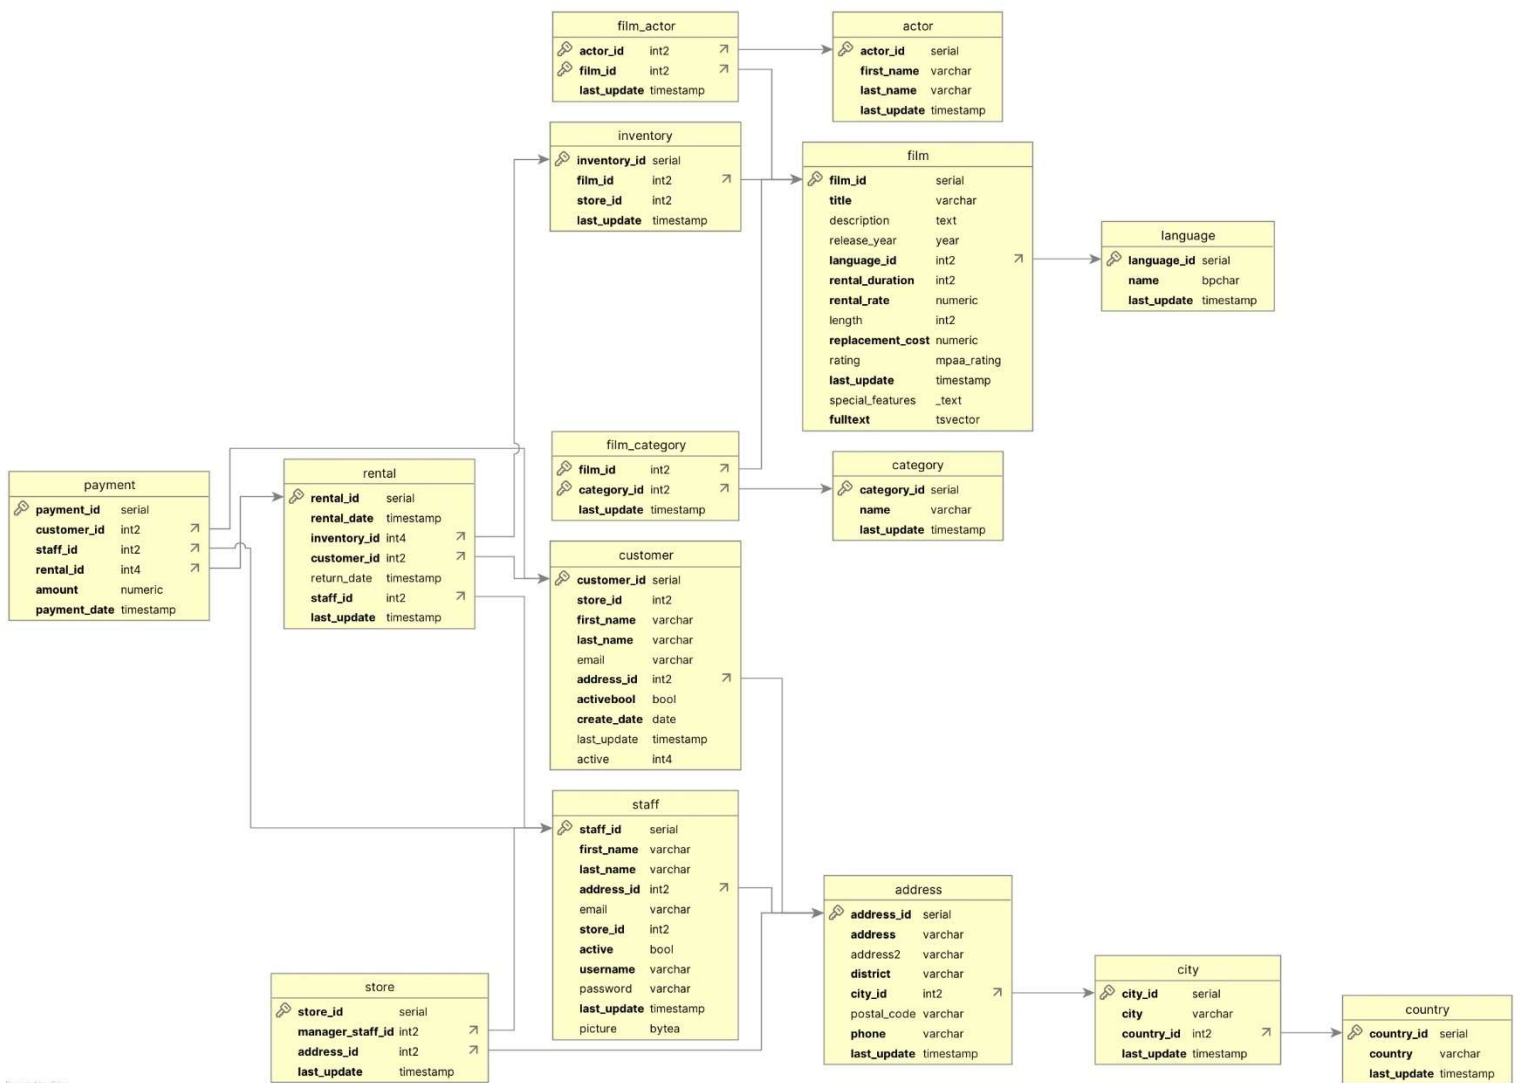 film_actor
actor_id int2
film_id int2
last_update timestamp
actor
actor_id serial
first_name varchar
last_name varchar
last_update timestamp
inventory
inventory_id serial
film_id int2
store_id int2
last_update timestamp
film
film_id serial
title varchar
description text
release_year year
language_id int2
rental_duration int2
rental_rate numeric
length int2
replacement_cost numeric
rating mpaa_rating
last_update timestamp
special_features _text
fulltext tsvector
language
language_id serial
name bpchar
last_update timestamp
film_category
film_id int2
category_id int2
last_update timestamp
category
category_id serial
name varchar
last_update timestamp
payment
payment_id serial
customer_id int2
staff_id int2
rental_id int4
amount numeric
payment_date timestamp
rental
rental_id serial
rental_date timestamp
inventory_id int4
customer_id int2
return_date timestamp
staff_id int2
last_update timestamp
customer
customer_id serial
store_id int2
first_name varchar
last_name varchar
email varchar
address_id int2
activebool bool
create_date date
last_update timestamp
active int4
staff
staff_id serial
first_name varchar
last_name varchar
address_id int2
email varchar
store_id int2
active bool
username varchar
password varchar
last_update timestamp
picture bytea
store
store_id serial
manager_staff_id int2
address_id int2
last_update timestamp
address
address_id serial
address varchar
address2 varchar
district varchar
city_id int2
postal_code varchar
phone varchar
last_update timestamp
city
city_id serial
city varchar
country_id int2
last_update timestamp
country
country_id serial
country varchar
last_update timestamp